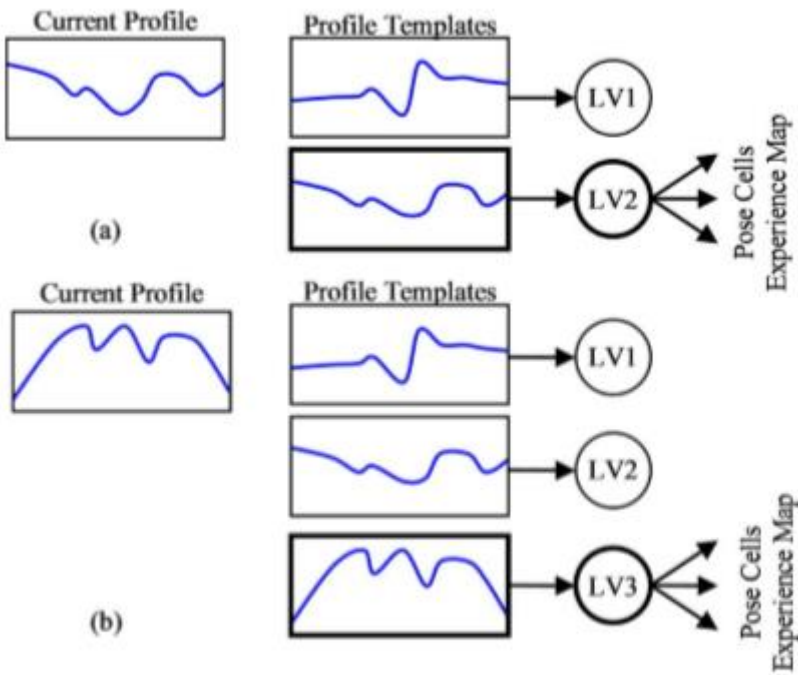 Current Profile
Profile Templates
LV1
LV2
Pose Cells
Experience Map
(a)
Current Profile
Profile Templates
LV1
LV2
LV3
Pose Cells
Experience Map
(b)